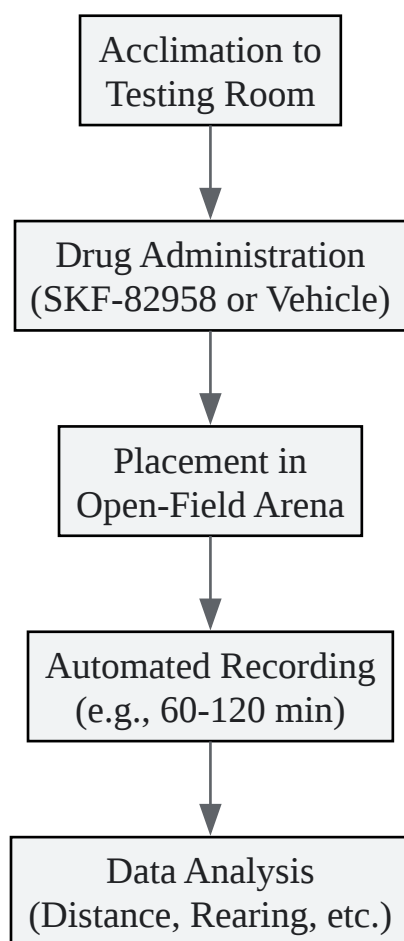 Acclimation to
Testing Room
Drug Administration
(SKF-82958 or Vehicle)
Placement in
Open-Field Arena
Automated Recording
(e.g., 60-120 min)
Data Analysis
(Distance, Rearing, etc.)